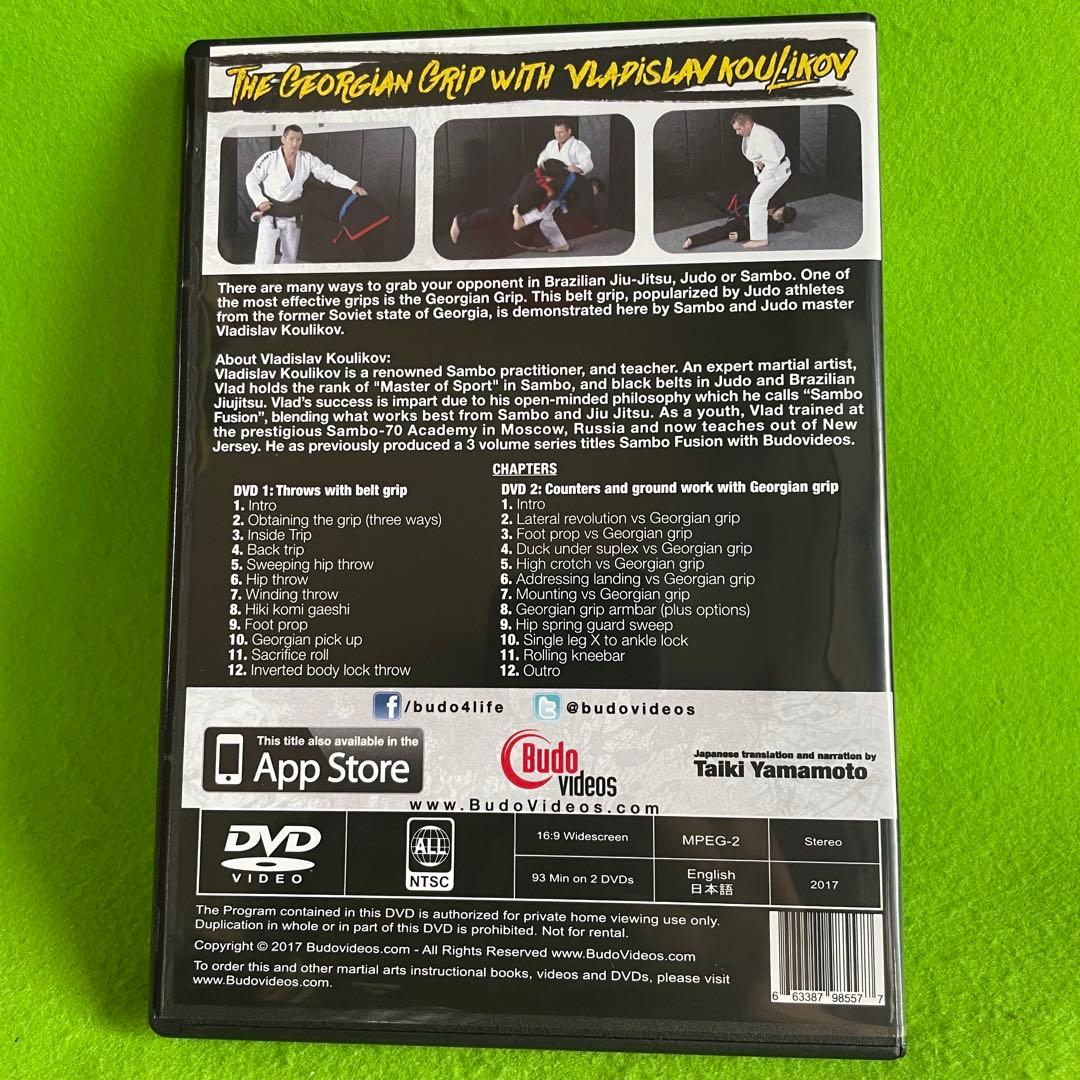 THE GEORGIAN GRIP WITH VLADISLAV KOULIKOV
There are many ways to grab your opponent in Brazilian Jiu-Jitsu, Judo or Sambo. One of
the most effective grips is the Georgian Grip. This belt grip, popularized by Judo athletes
from the former Soviet state of Georgia, is demonstrated here by Sambo and Judo master
Vladislav Koulikov.
About Vladislav Koulikov:
Vladislav Koulikov is a renowned Sambo practitioner, and teacher. An expert martial artist,
Vlad holds the rank of "Master of Sport" in Sambo, and black belts in Judo and Brazilian
Jiujitsu. Vlad's success is impart due to his open-minded philosophy which he calls “Sambo
Fusion”, blending what works best from Sambo and Jiu Jitsu. As a youth, Vlad trained at
the prestigious Sambo-70 Academy in Moscow, Russia and now teaches out of New
Jersey. He as previously produced a 3 volume series titles Sambo Fusion with Budovideos.
CHAPTERS
DVD 1: Throws with belt grip
1. Intro
2. Obtaining the grip (three ways)
3. Inside Trip
4. Back trip
5. Sweeping hip throw
6. Hip throw
7. Winding throw
8. Hiki komi gaeshi
9. Foot prop
10. Georgian pick up
11. Sacrifice roll
12. Inverted body lock throw
DVD 2: Counters and ground work with Georgian grip
1. Intro
2. Lateral revolution vs Georgian grip
3. Foot prop vs Georgian grip
4. Duck under suplex vs Georgian grip
5. High crotch vs Georgian grip
6. Addressing landing vs Georgian grip
7. Mounting vs Georgian grip
8. Georgian grip armbar (plus options)
9. Hip spring guard sweep
10. Single leg X to ankle lock
11. Rolling kneebar
12. Outro
f /budo4life t @budovideos
This title also available in the
App Store
Budo
videos
www.BudoVideos.com
Japanese translation and narration by
Taiki Yamamoto
DVD
VIDEO
ALL
NTSC
16:9 Widescreen
MPEG-2
Stereo
93 Min on 2 DVDs
English
日本語
2017
The Program contained in this DVD is authorized for private home viewing use only.
Duplication in whole or in part of this DVD is prohibited. Not for rental.
Copyright © 2017 Budovideos.com - All Rights Reserved www.BudoVideos.com
To order this and other martial arts instructional books, videos and DVDs, please visit
www.Budovideos.com.
6 63387 98557 7